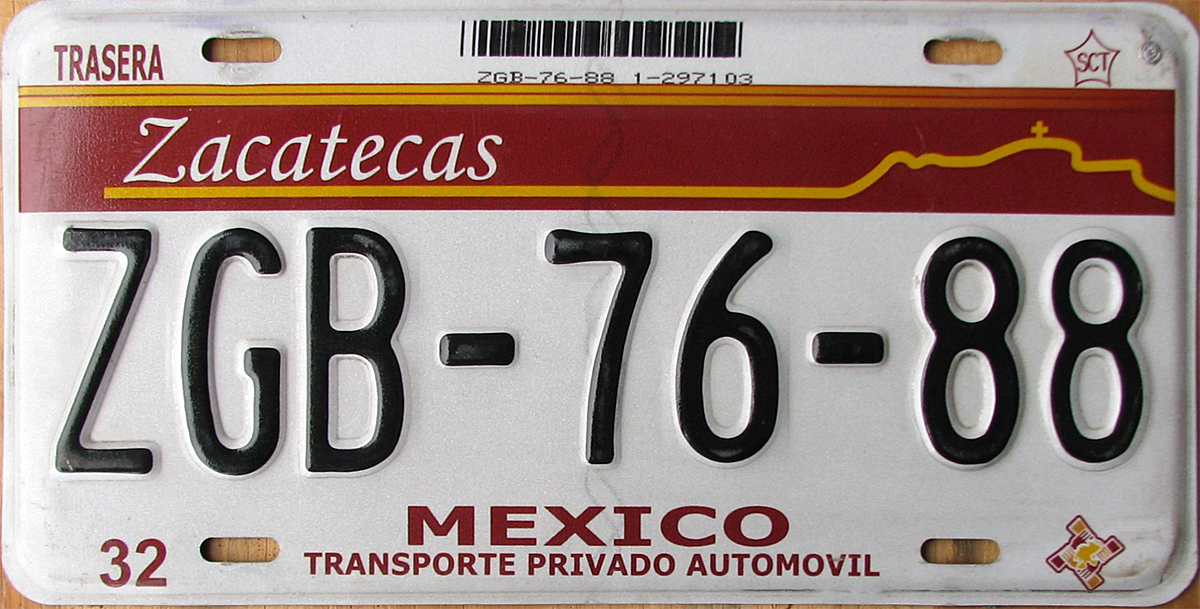 TRASERA
ZGB-76-88 1-297103
SCT
Zacatecas
ZGB-76-88
MEXICO
32
TRANSPORTE PRIVADO AUTOMOVIL